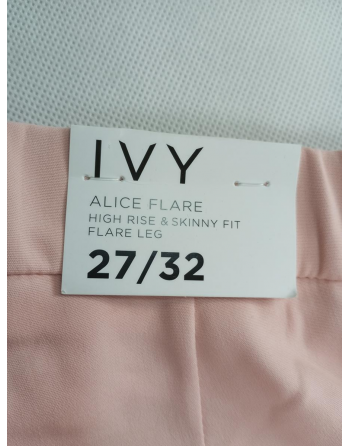 IVY
ALICE FLARE
HIGH RISE & SKINNY FIT
FLARE LEG
27/32